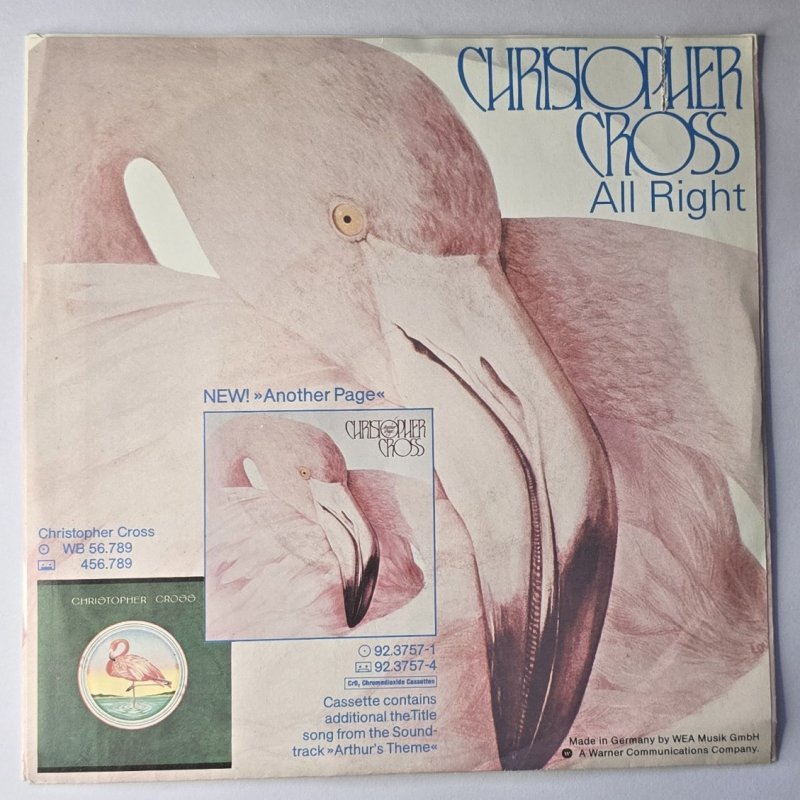 CHRISTOPHER
CROSS
All Right
NEW! »Another Page«
CHRISTOPHER
CROSS
Christopher Cross
WB 56.789
456.789
CHRISTOPHER CROSS
92.3757-1
92.3757-4
CrO₂ Chromedioxide Cassettes
Cassette contains
additional the Title
song from the Sound-
track »Arthur's Theme«
Made in Germany by WEA Musik GmbH
A Warner Communications Company.